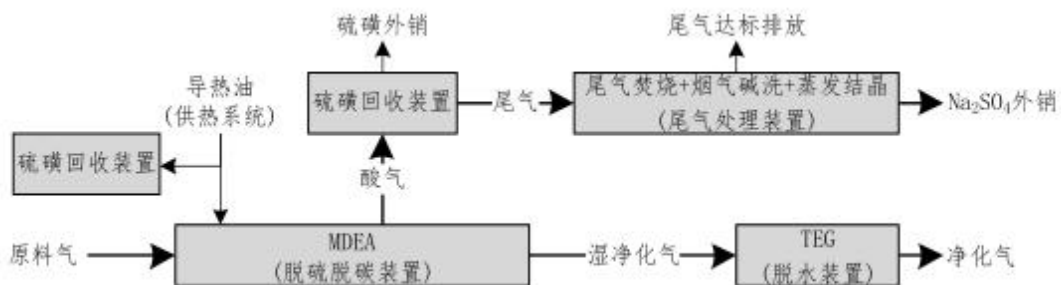 硫磺外销
尾气达标排放
导热油
(供热系统)
硫磺回收装置
尾气
尾气焚烧+烟气碱洗+蒸发结晶
(尾气处理装置)
Na₂SO₄外销
硫磺回收装置
酸气
原料气
MDEA
(脱硫脱碳装置)
湿净化气
TEG
(脱水装置)
净化气